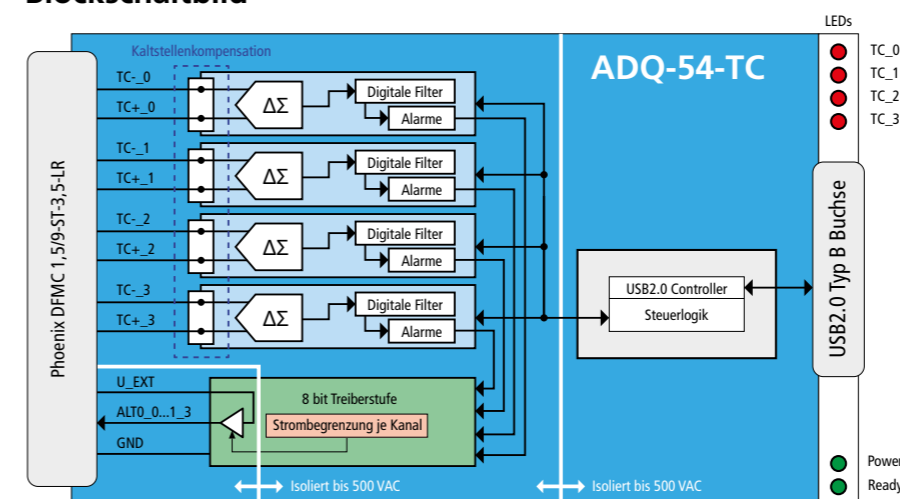 Blockschaltbild
LEDs
Kaltstellenkompensation
ADQ-54-TC
TC_0
TC_1
TC_2
TC_3
Phoenix DFMC 1,5/9-ST-3,5-LR
TC-_0
TC+_0
ΔΣ
Digitale Filter
Alarme
TC-_1
TC+_1
ΔΣ
Digitale Filter
Alarme
TC-_2
TC+_2
ΔΣ
Digitale Filter
Alarme
TC-_3
TC+_3
ΔΣ
Digitale Filter
Alarme
USB2.0 Controller
Steuerlogik
USB2.0 Typ B Buchse
U_EXT
ALT0_0...1_3
GND
8 bit Treiberstufe
Strombegrenzung je Kanal
Isoliert bis 500 VAC
Isoliert bis 500 VAC
Power
Ready